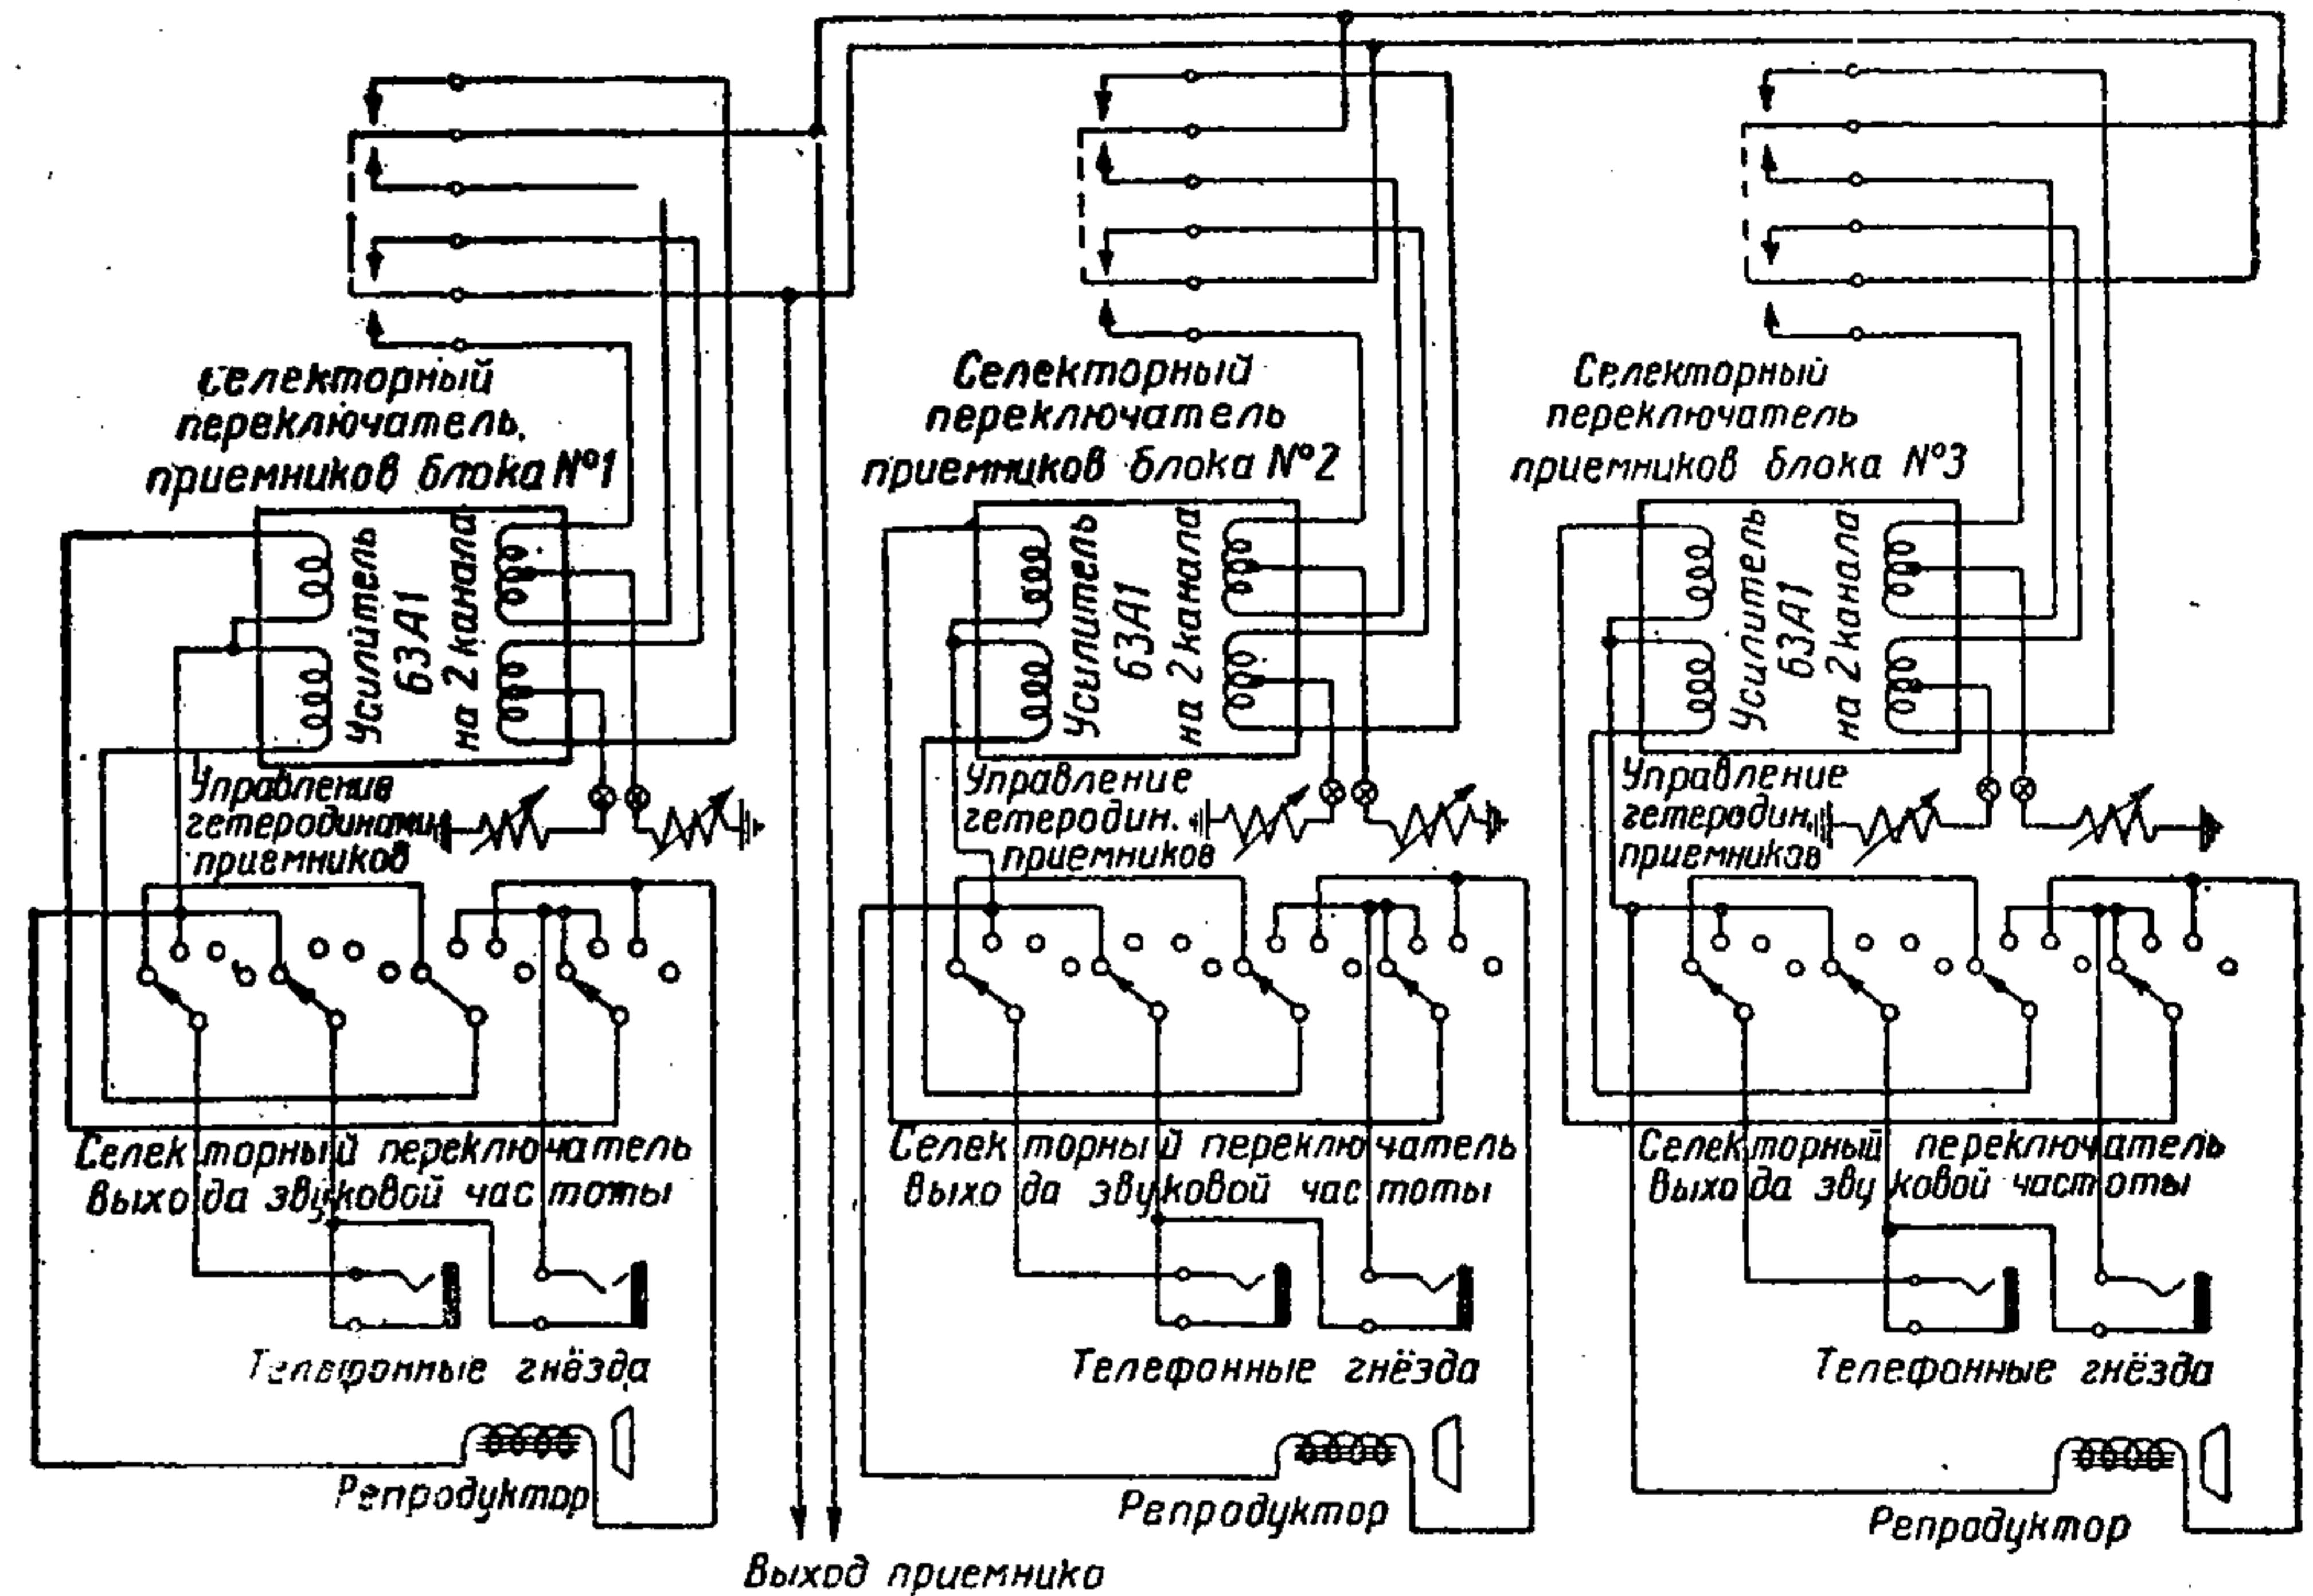 Селекторный
переключатель
приемников блока №1
Селекторный
переключатель
приемников блока №2
Селекторный
переключатель
приемников блока №3
Усилитель
63А1
на 2 канала
Усилитель
63А1
на 2 канала
Усилитель
63А1
на 2 канала
Управление
гетеродинами
приемников
Управление
гетеродин.
приемников
Управление
гетеродин.
приемников
Селекторный переключатель
выхода звуковой частоты
Селекторный переключатель
выхода звуковой частоты
Селекторный переключатель
выхода звуковой частоты
Телефонные гнёзда
Телефонные гнёзда
Телефонные гнёзда
Репродуктор
Репродуктор
Репродуктор
Выход приемнико